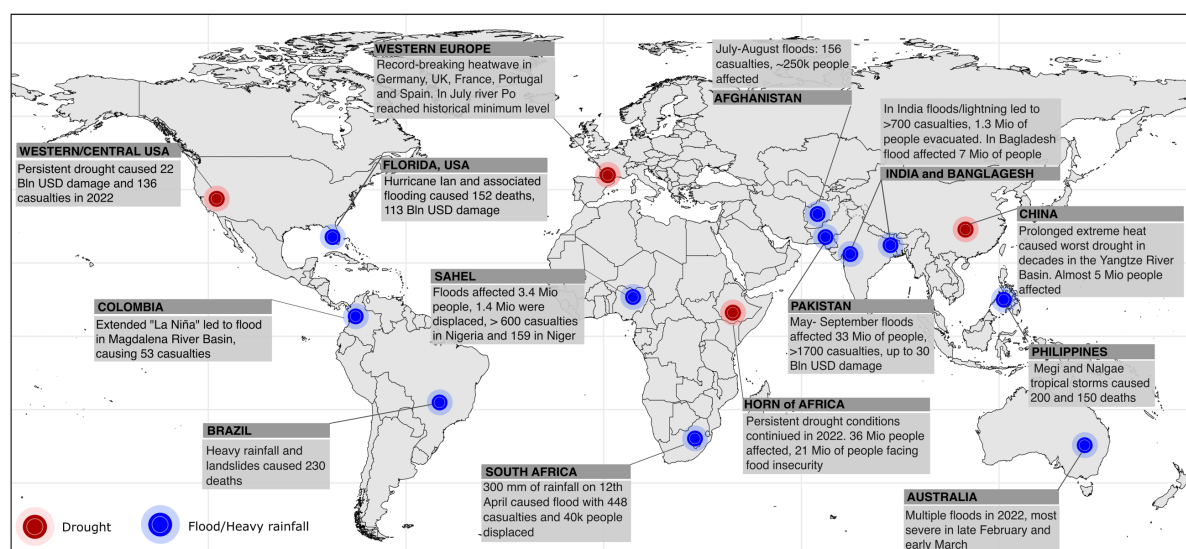 WESTERN EUROPE
Record-breaking heatwave in
Germany, UK, France, Portugal
and Spain. In July river Po
reached historical minimum level
July-August floods: 156
casualties, ~250k people
affected
AFGHANISTAN
In India floods/lightning led to
>700 casualties, 1.3 Mio of
people evacuated. In Bagladesh
flood affected 7 Mio of people
INDIA and BANGLAGESH
WESTERN/CENTRAL USA
Persistent drought caused 22
Bln USD damage and 136
casualties in 2022
FLORIDA, USA
Hurricane Ian and associated
flooding caused 152 deaths,
113 Bln USD damage
CHINA
Prolonged extreme heat
caused worst drought in
decades in the Yangtze River
Basin. Almost 5 Mio people
affected
SAHEL
Floods affected 3.4 Mio
people, 1.4 Mio were
displaced, > 600 casualties
in Nigeria and 159 in Niger
COLOMBIA
Extended "La Niña" led to flood
in Magdalena River Basin,
causing 53 casualties
PAKISTAN
May- September floods
affected 33 Mio of people,
>1700 casualties, up to 30
Bln USD damage
PHILIPPINES
Megi and Nalgae
tropical storms caused
200 and 150 deaths
HORN of AFRICA
Persistent drought conditions
continiued in 2022. 36 Mio people
affected, 21 Mio of people facing
food insecurity
BRAZIL
Heavy rainfall and
landslides caused 230
deaths
SOUTH AFRICA
300 mm of rainfall on 12th
April caused flood with 448
casualties and 40k people
displaced
AUSTRALIA
Multiple floods in 2022, most
severe in late February and
early March
Drought
Flood/Heavy rainfall